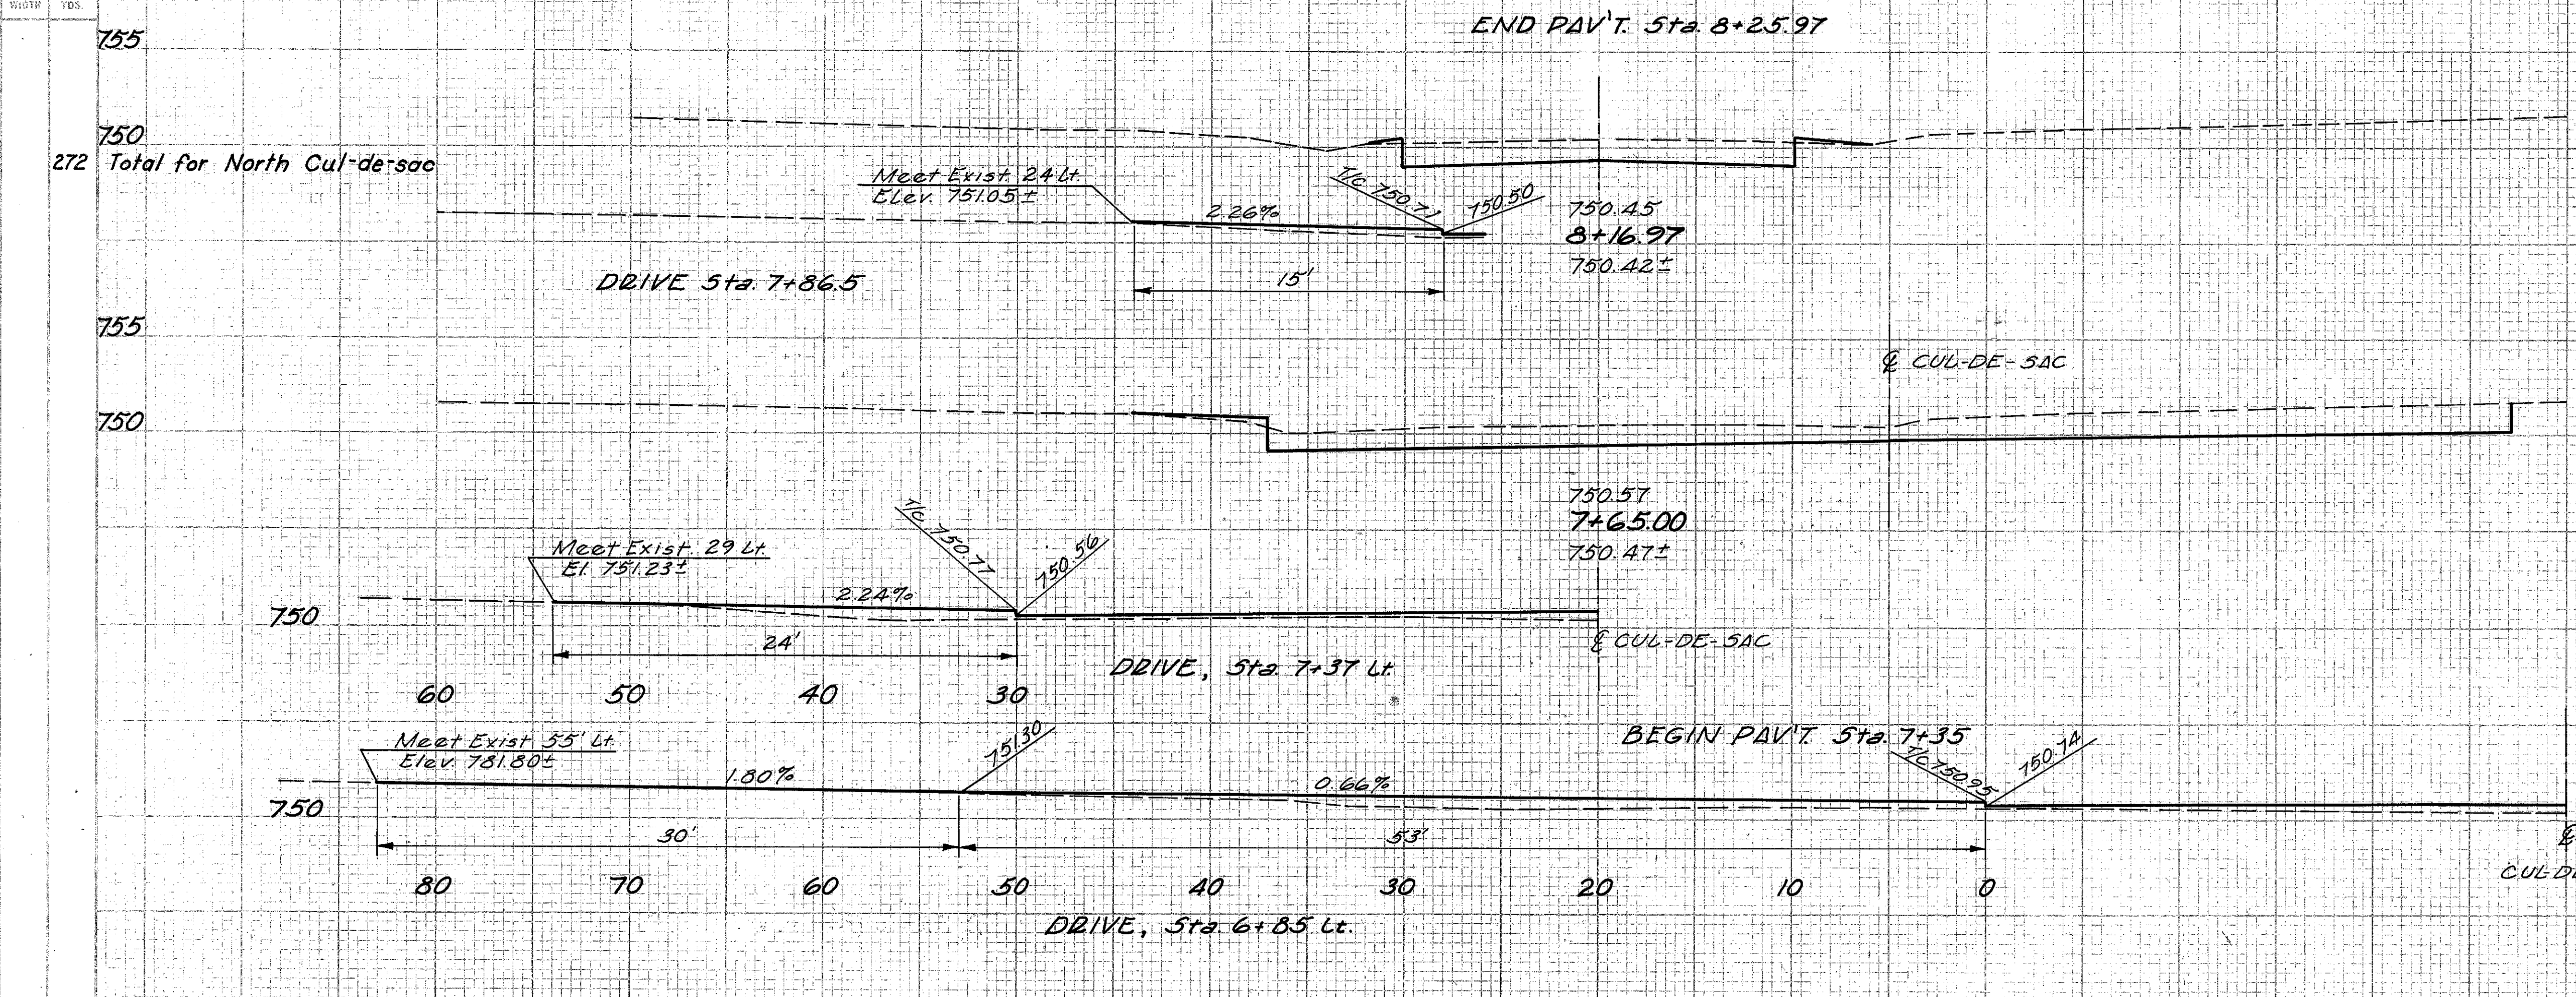 WIDTH YDS.
END PAV'T. Sta. 8+25.97
755
750
272 Total for North Cul-de-sac
Meet Exist. 24 Lt.
Elev. 751.05±
2.26%
T/c 750.71
750.50
750.45
8+16.97
750.42±
15'
DRIVE Sta. 7+86.5
755
℄ CUL-DE-SAC
750
750.57
7+65.00
750.47±
Meet Exist. 29 Lt.
El. 751.23±
2.24%
T/c 750.77
750.56
750
24'
℄ CUL-DE-SAC
DRIVE, Sta. 7+37 Lt.
60 50 40 30
BEGIN PAV'T. Sta. 7+35
Meet Exist. 55' Lt.
Elev. 781.80±
1.80%
751.30
0.66%
T/c 750.95
750.74
750
30'
53'
℄
CUL-DE
80 70 60 50 40 30 20 10 0
DRIVE, Sta. 6+85 Lt.